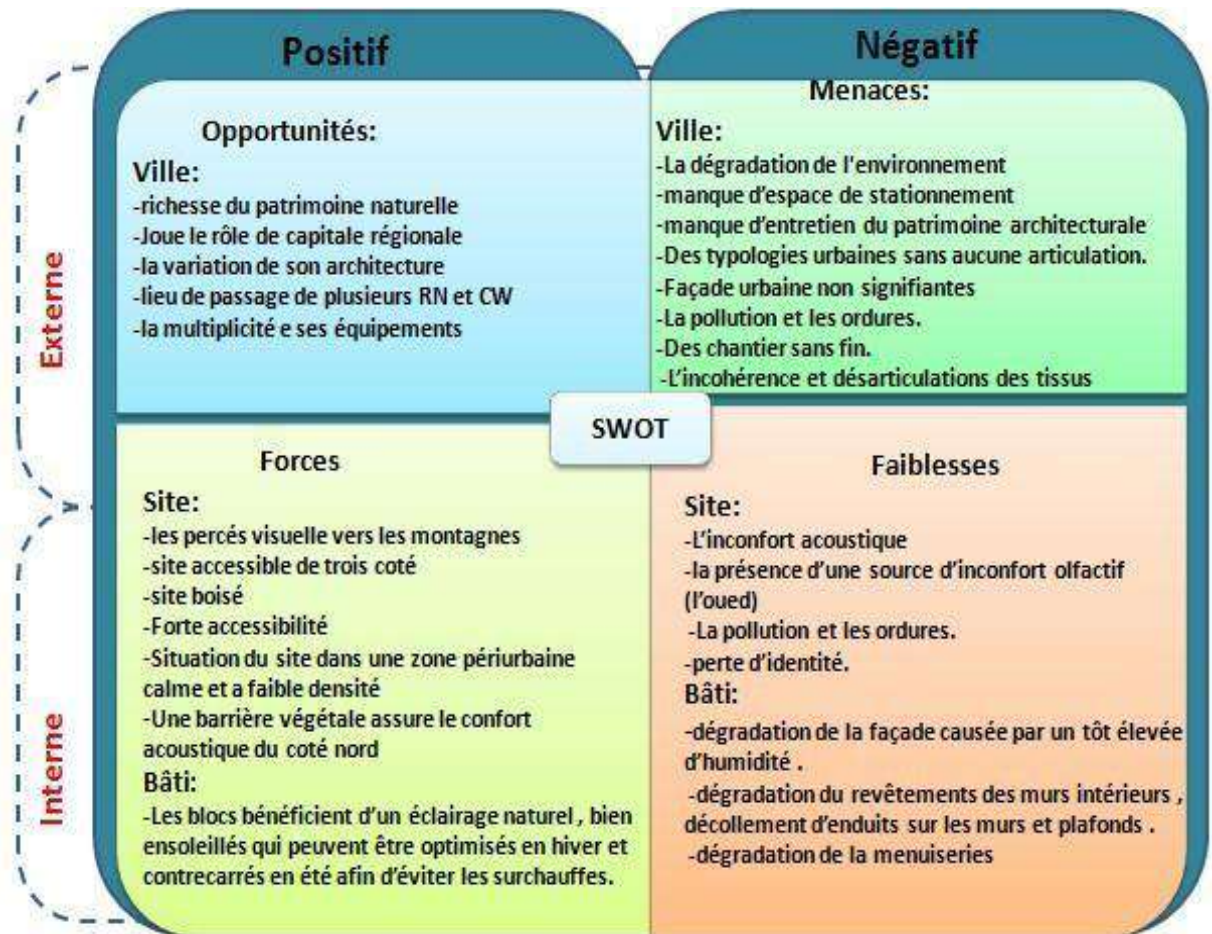 Positif
Négatif
Externe
Interne
Opportunités:
Ville:
-richesse du patrimoine naturelle
-Joue le rôle de capitale régionale
-la variation de son architecture
-lieu de passage de plusieurs RN et CW
-la multiplicité e ses équipements
Menaces:
Ville:
-La dégradation de l'environnement
-manque d'espace de stationnement
-manque d'entretien du patrimoine architecturale
-Des typologies urbaines sans aucune articulation.
-Façade urbaine non signifiantes
-La pollution et les ordures.
-Des chantier sans fin.
-L'incohérence et désarticulations des tissus
SWOT
Forces
Site:
-les percés visuelle vers les montagnes
-site accessible de trois coté
-site boisé
-Forte accessibilité
-Situation du site dans une zone périurbaine
calme et a faible densité
-Une barrière végétale assure le confort
acoustique du coté nord
Bâti:
-Les blocs bénéficient d'un éclairage naturel , bien
ensoleillés qui peuvent être optimisés en hiver et
contrecarrés en été afin d'éviter les surchauffes.
Faiblesses
Site:
-L'inconfort acoustique
-la présence d'une source d'inconfort olfactif
(l'oued)
-La pollution et les ordures.
-perte d'identité.
Bâti:
-dégradation de la façade causée par un tôt élevée
d'humidité .
-dégradation du revêtements des murs intérieurs ,
décollement d'enduits sur les murs et plafonds .
-dégradation de la menuiseries